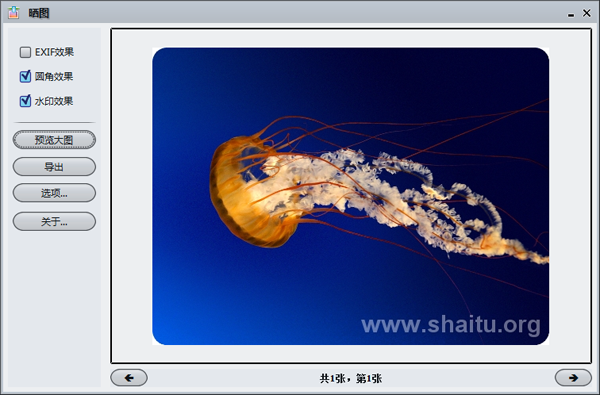 晒图
EXIF效果
圆角效果
水印效果
预览大图
导出
选项...
关于...
www.shaitu.org
共1张，第1张